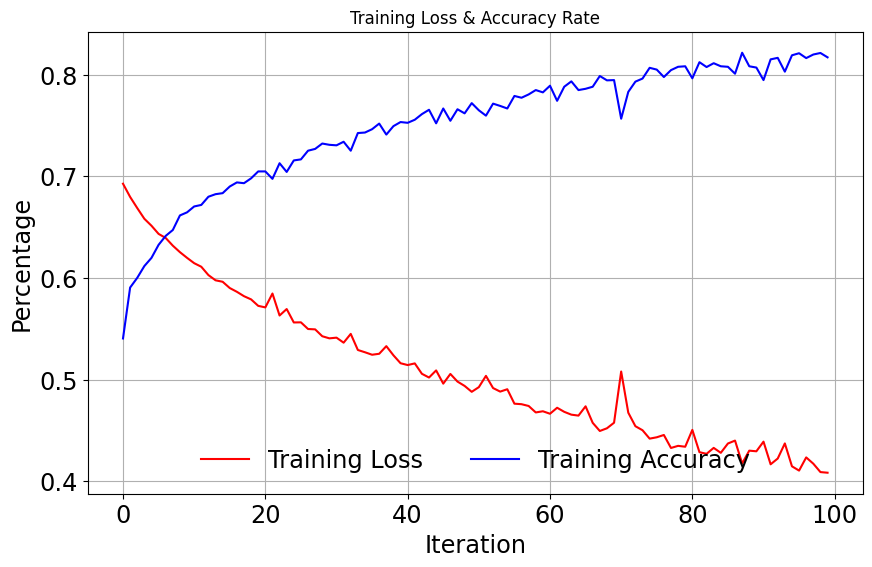 Training Loss & Accuracy Rate
0.8
0.7
0.6
0.5
0.4
Percentage
Training Loss Training Accuracy
0 20 40 60 80 100
Iteration